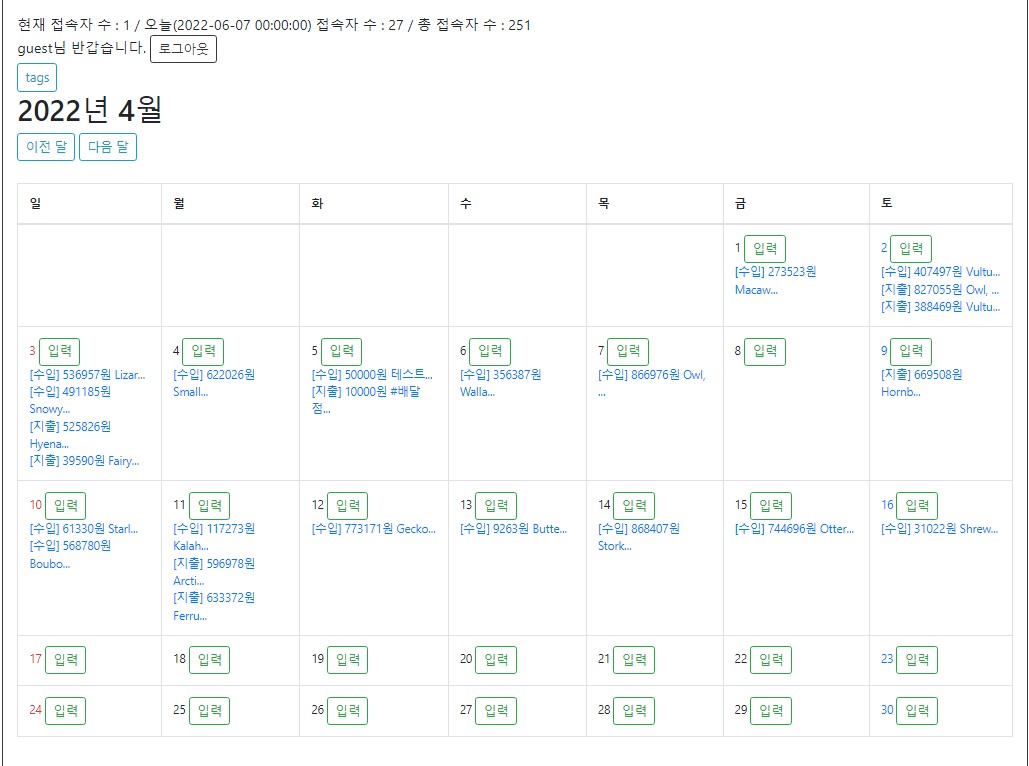 현재 접속자 수 : 1 / 오늘(2022-06-07 00:00:00) 접속자 수 : 27 / 총 접속자 수 : 251
guest님 반갑습니다. 로그아웃
tags
2022년 4월
이전 달 다음 달
일 월 화 수 목 금 토
1 입력
[수입] 273523원
Macaw...
2 입력
[수입] 407497원 Vultu...
[지출] 827055원 Owl, ...
[지출] 388469원 Vultu...
3 입력
[수입] 536957원 Lizar...
[수입] 491185원
Snowy...
[지출] 525826원
Hyena...
[지출] 39590원 Fairy...
4 입력
[수입] 622026원
Small...
5 입력
[수입] 50000원 테스트...
[지출] 10000원 #배달
점...
6 입력
[수입] 356387원
Walla...
7 입력
[수입] 866976원 Owl,
...
8 입력
9 입력
[지출] 669508원
Hornb...
10 입력
[수입] 61330원 Starl...
[수입] 568780원
Boubo...
11 입력
[수입] 117273원
Kalah...
[지출] 596978원
Arcti...
[지출] 633372원
Ferru...
12 입력
[수입] 773171원 Gecko...
13 입력
[수입] 9263원 Butte...
14 입력
[수입] 868407원
Stork...
15 입력
[수입] 744696원 Otter...
16 입력
[수입] 31022원 Shrew...
17 입력
18 입력
19 입력
20 입력
21 입력
22 입력
23 입력
24 입력
25 입력
26 입력
27 입력
28 입력
29 입력
30 입력